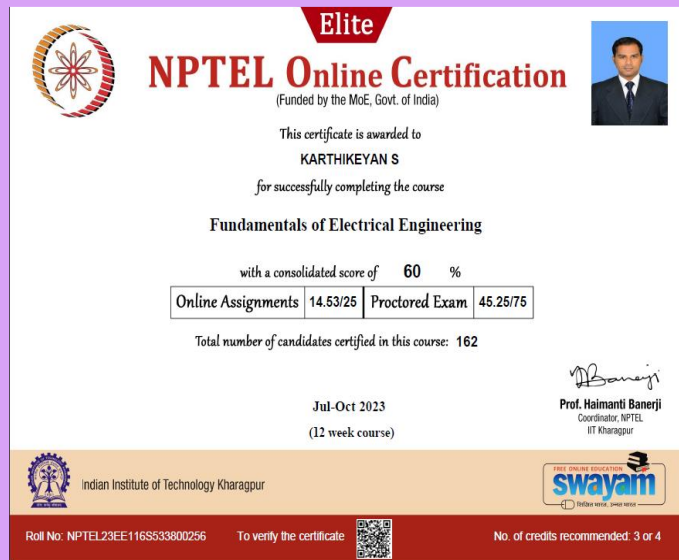 Elite
NPTEL Online Certification
(Funded by the MoE, Govt. of India)
This certificate is awarded to
KARTHIKEYAN S
for successfully completing the course
Fundamentals of Electrical Engineering
with a consolidated score of 60 %
Online Assignments 14.53/25 Proctored Exam 45.25/75
Total number of candidates certified in this course: 162
Jul-Oct 2023
(12 week course)
Prof. Haimanti Banerji
Coordinator, NPTEL
IIT Kharagpur
Indian Institute of Technology Kharagpur
FREE ONLINE EDUCATION
swayam
शिक्षित भारत, उन्नत भारत
Roll No: NPTEL23EE116S533800256 To verify the certificate No. of credits recommended: 3 or 4